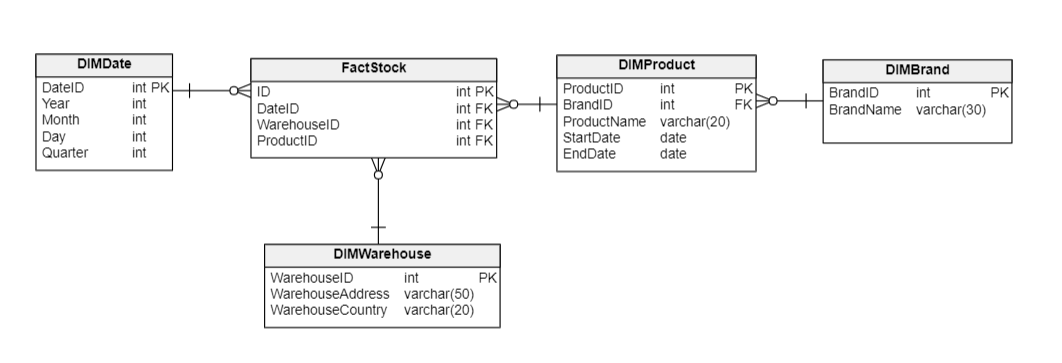 DIMDate
DateID int PK
Year int
Month int
Day int
Quarter int
FactStock
ID int PK
DateID int FK
WarehouseID int FK
ProductID int FK
DIMProduct
ProductID int PK
BrandID int FK
ProductName varchar(20)
StartDate date
EndDate date
DIMBrand
BrandID int PK
BrandName varchar(30)
DIMWarehouse
WarehouseID int PK
WarehouseAddress varchar(50)
WarehouseCountry varchar(20)